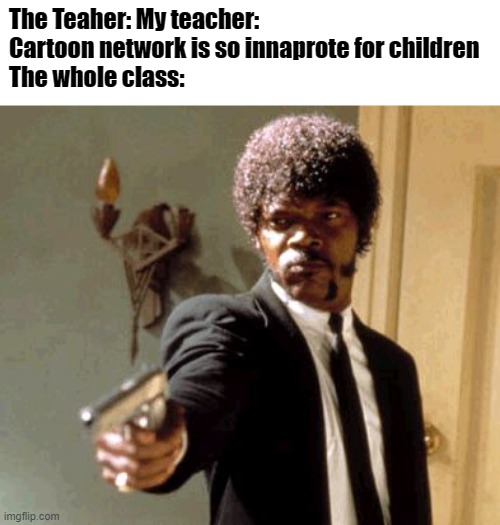 The Teaher: My teacher:
Cartoon network is so innaprote for children
The whole class:
imgflip.com